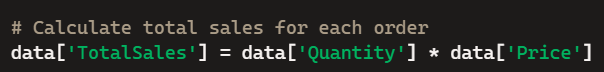 # Calculate total sales for each order
data['TotalSales'] = data['Quantity'] * data['Price']